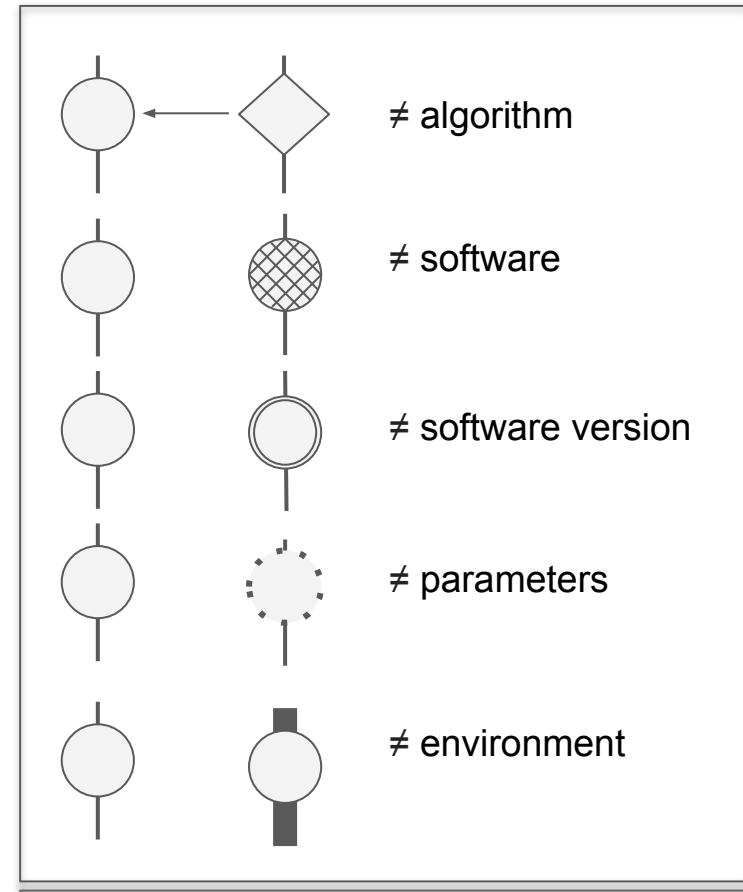 ≠ algorithm
≠ software
≠ software version
≠ parameters
≠ environment